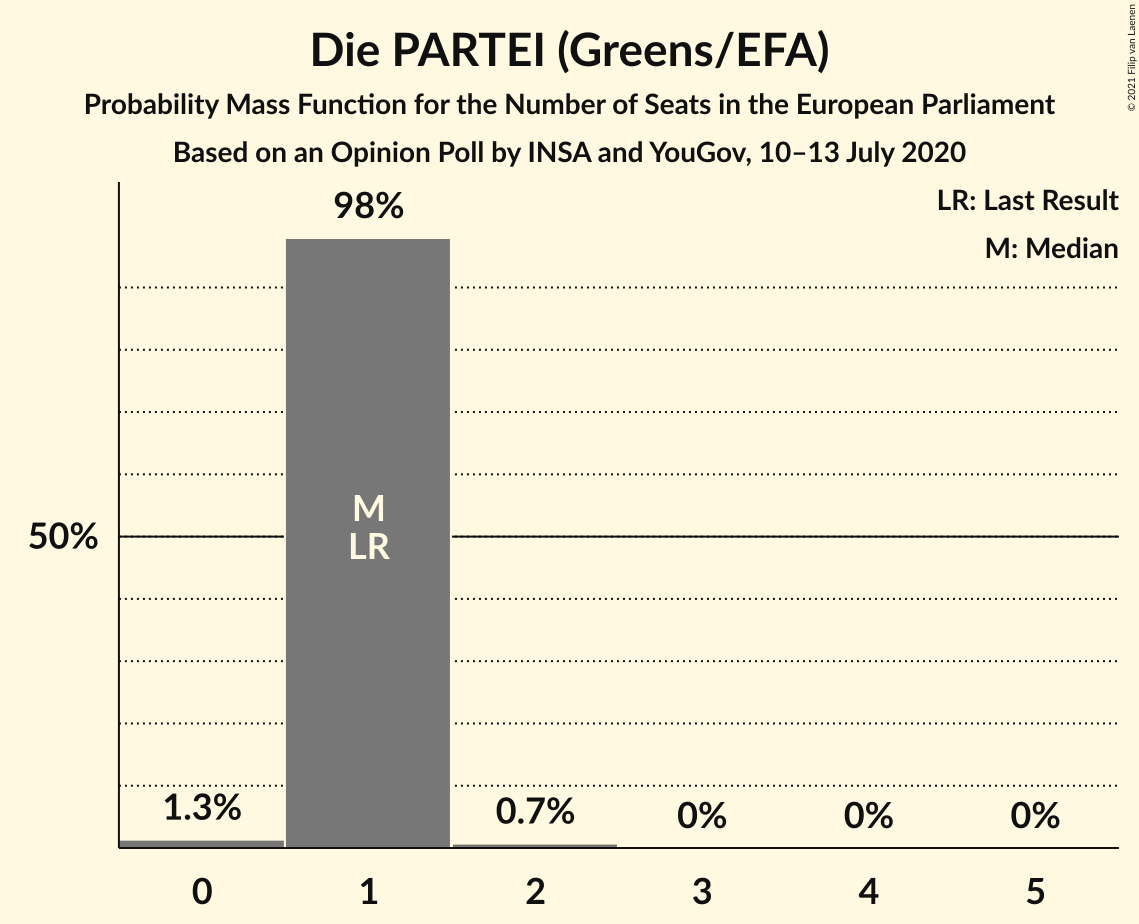 Die PARTEI (Greens/EFA)
Probability Mass Function for the Number of Seats in the European Parliament
Based on an Opinion Poll by INSA and YouGov, 10–13 July 2020
© 2021 Filip van Laenen
LR: Last Result
M: Median
98%
50%
M
LR
1.3%
0.7%
0%
0%
0%
0
1
2
3
4
5